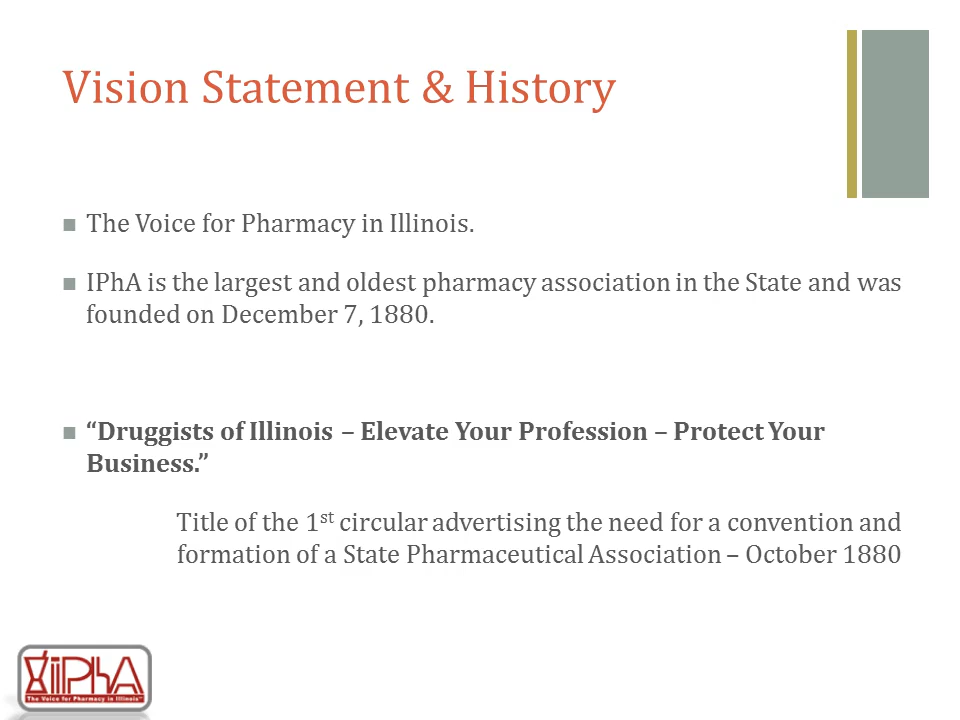 Vision Statement & History
The Voice for Pharmacy in Illinois.
IPhA is the largest and oldest pharmacy association in the State and was
founded on December 7, 1880.
“Druggists of Illinois – Elevate Your Profession – Protect Your
Business.”
Title of the 1st circular advertising the need for a convention and
formation of a State Pharmaceutical Association – October 1880
IPhA
The Voice for Pharmacy in Illinois™